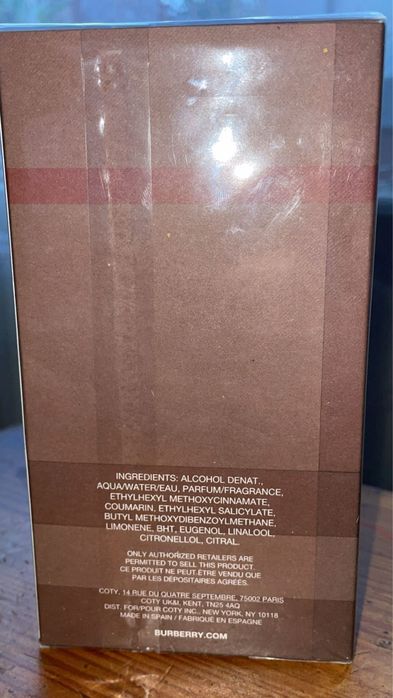 INGREDIENTS: ALCOHOL DENAT.,
AQUA/WATER/EAU, PARFUM/FRAGRANCE,
ETHYLHEXYL METHOXYCINNAMATE,
COUMARIN, ETHYLHEXYL SALICYLATE,
BUTYL METHOXYDIBENZOYLMETHANE,
LIMONENE, BHT, EUGENOL, LINALOOL,
CITRONELLOL, CITRAL.
ONLY AUTHORIZED RETAILERS ARE
PERMITTED TO SELL THIS PRODUCT.
CE PRODUIT NE PEUT ÊTRE VENDU QUE
PAR LES DÉPOSITAIRES AGRÉÉS.
COTY, 14 RUE DU QUATRE SEPTEMBRE, 75002 PARIS
COTY UK&I, KENT, TN25 4AQ
DIST. FOR/POUR COTY INC., NEW YORK, NY 10118
MADE IN SPAIN / FABRIQUÉ EN ESPAGNE
BURBERRY.COM